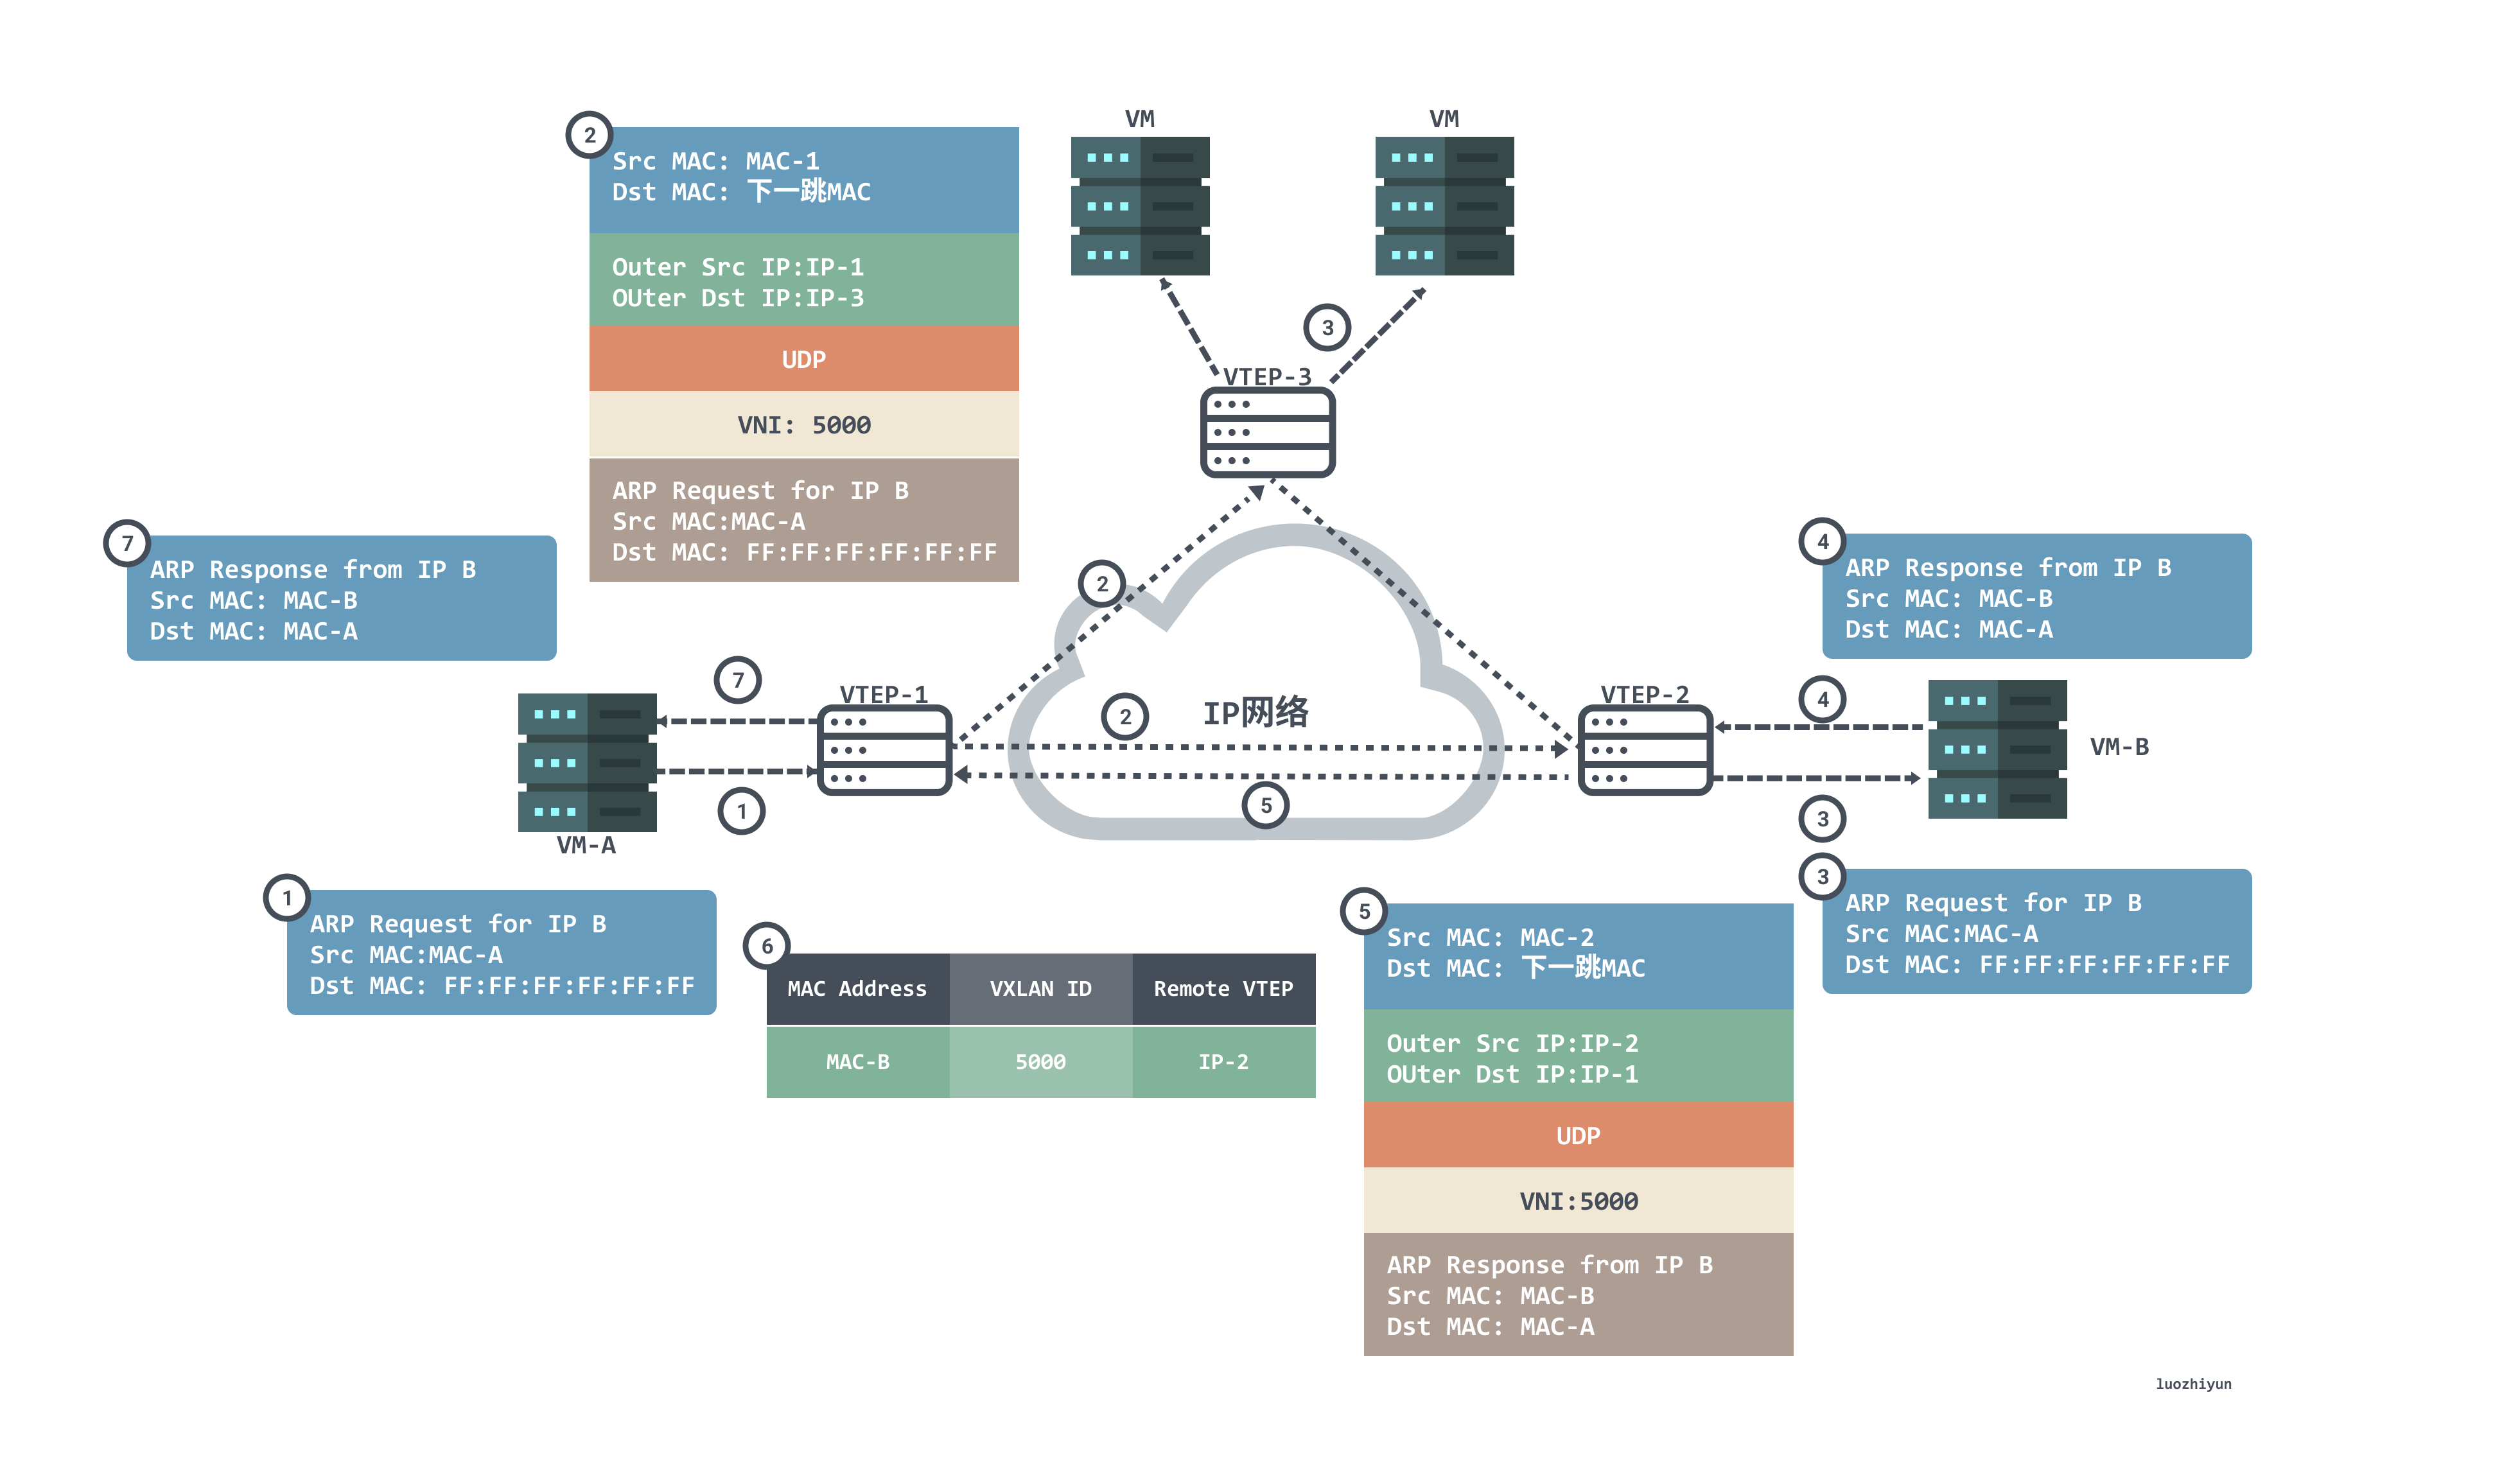 VM
VM
2
Src MAC: MAC-1
Dst MAC: 下一跳MAC
Outer Src IP:IP-1
OUter Dst IP:IP-3
UDP
VNI: 5000
ARP Request for IP B
Src MAC:MAC-A
Dst MAC: FF:FF:FF:FF:FF:FF
3
VTEP-3
7
ARP Response from IP B
Src MAC: MAC-B
Dst MAC: MAC-A
2
4
ARP Response from IP B
Src MAC: MAC-B
Dst MAC: MAC-A
7
VTEP-1
2
IP网络
VTEP-2
4
VM-B
1
5
3
VM-A
1
ARP Request for IP B
Src MAC:MAC-A
Dst MAC: FF:FF:FF:FF:FF:FF
6
MAC Address VXLAN ID Remote VTEP
MAC-B 5000 IP-2
5
Src MAC: MAC-2
Dst MAC: 下一跳MAC
Outer Src IP:IP-2
OUter Dst IP:IP-1
UDP
VNI:5000
ARP Response from IP B
Src MAC: MAC-B
Dst MAC: MAC-A
3
ARP Request for IP B
Src MAC:MAC-A
Dst MAC: FF:FF:FF:FF:FF:FF
luozhiyun